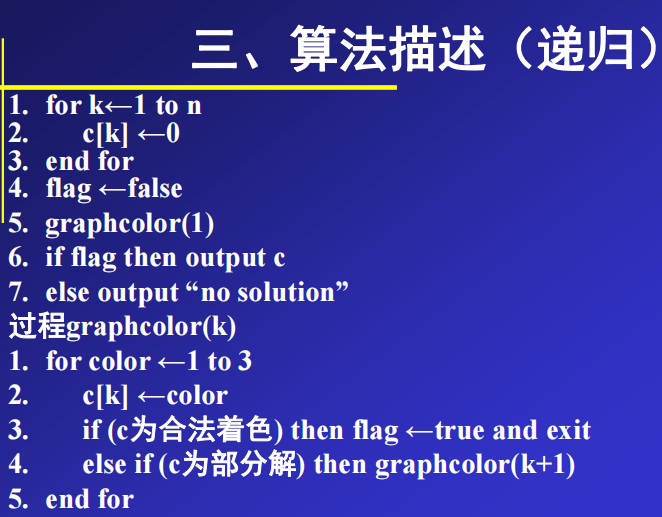 三、算法描述（递归）
1. for k←1 to n
2. c[k] ←0
3. end for
4. flag ←false
5. graphcolor(1)
6. if flag then output c
7. else output “no solution”
过程graphcolor(k)
1. for color ←1 to 3
2. c[k] ←color
3. if (c为合法着色) then flag ←true and exit
4. else if (c为部分解) then graphcolor(k+1)
5. end for